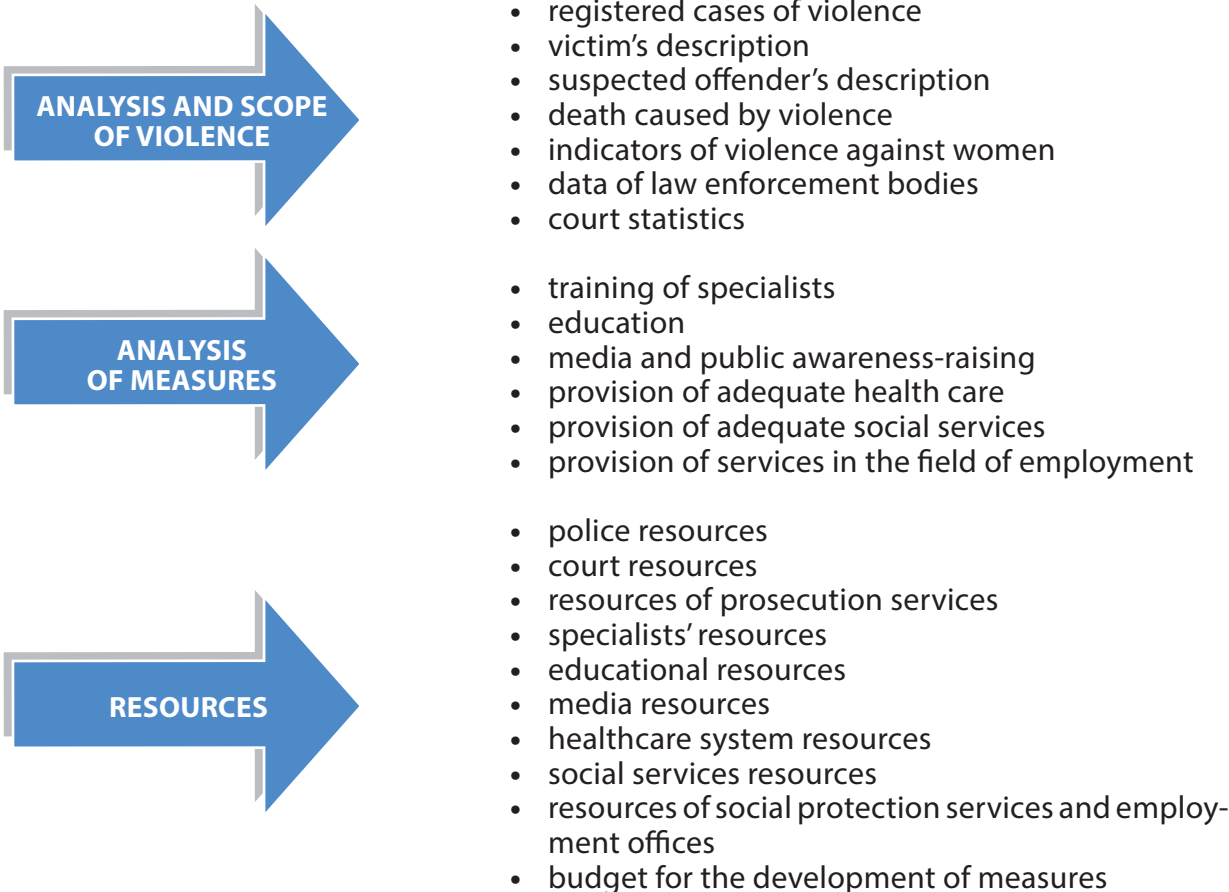 ANALYSIS AND SCOPE
OF VIOLENCE
• registered cases of violence
• victim’s description
• suspected offender’s description
• death caused by violence
• indicators of violence against women
• data of law enforcement bodies
• court statistics
ANALYSIS
OF MEASURES
• training of specialists
• education
• media and public awareness-raising
• provision of adequate health care
• provision of adequate social services
• provision of services in the field of employment
RESOURCES
• police resources
• court resources
• resources of prosecution services
• specialists’ resources
• educational resources
• media resources
• healthcare system resources
• social services resources
• resources of social protection services and employ-
ment offices
• budget for the development of measures